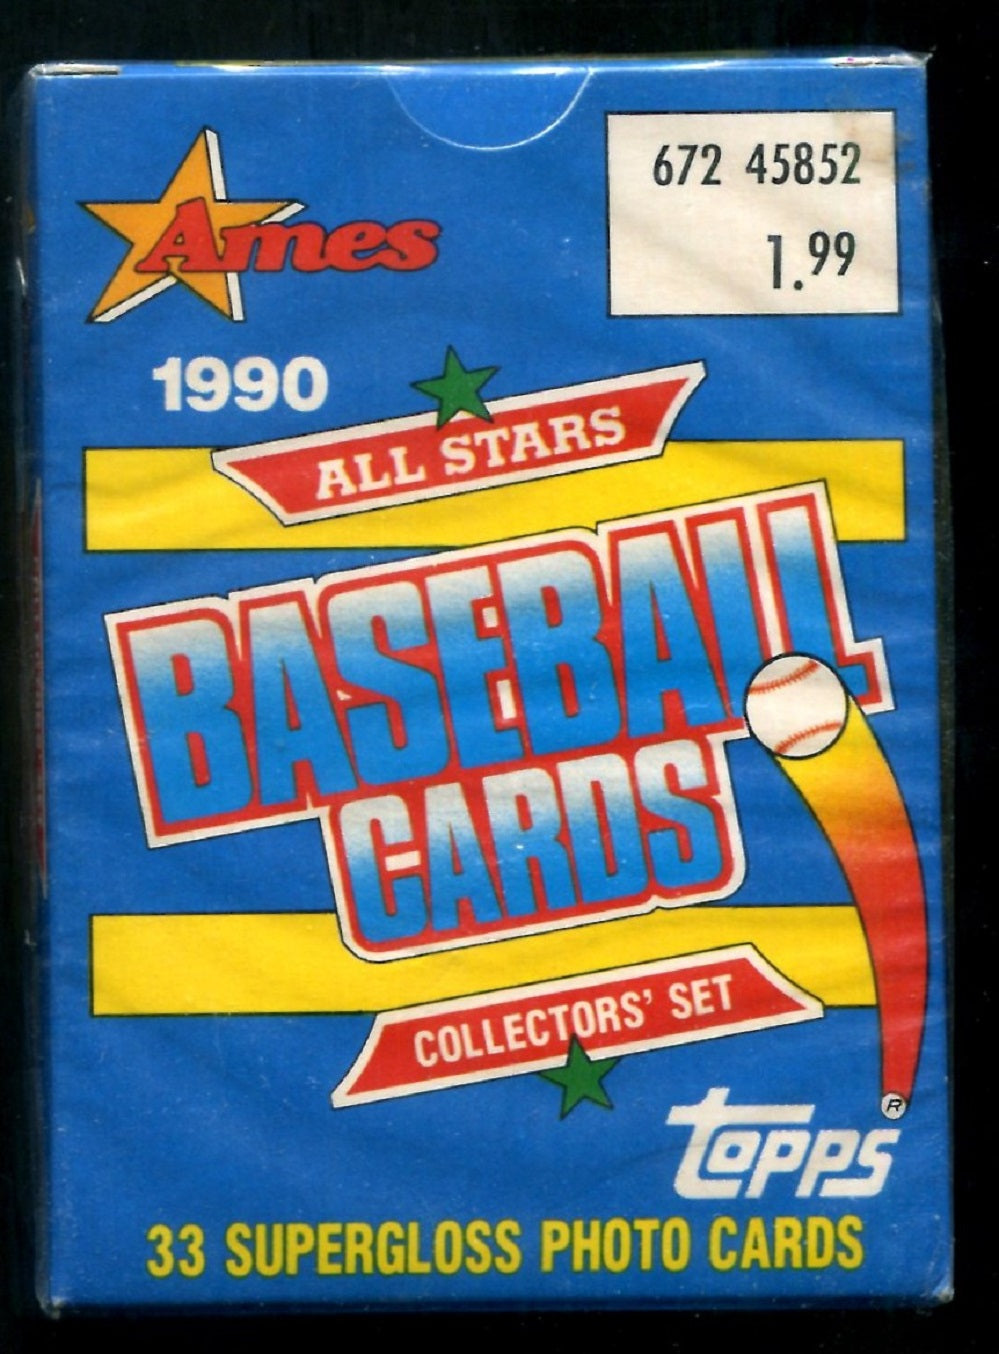 672 45852
1.99
Ames
1990
ALL STARS
BASEBALL
CARDS
COLLECTORS' SET
®
topps
33 SUPERGLOSS PHOTO CARDS